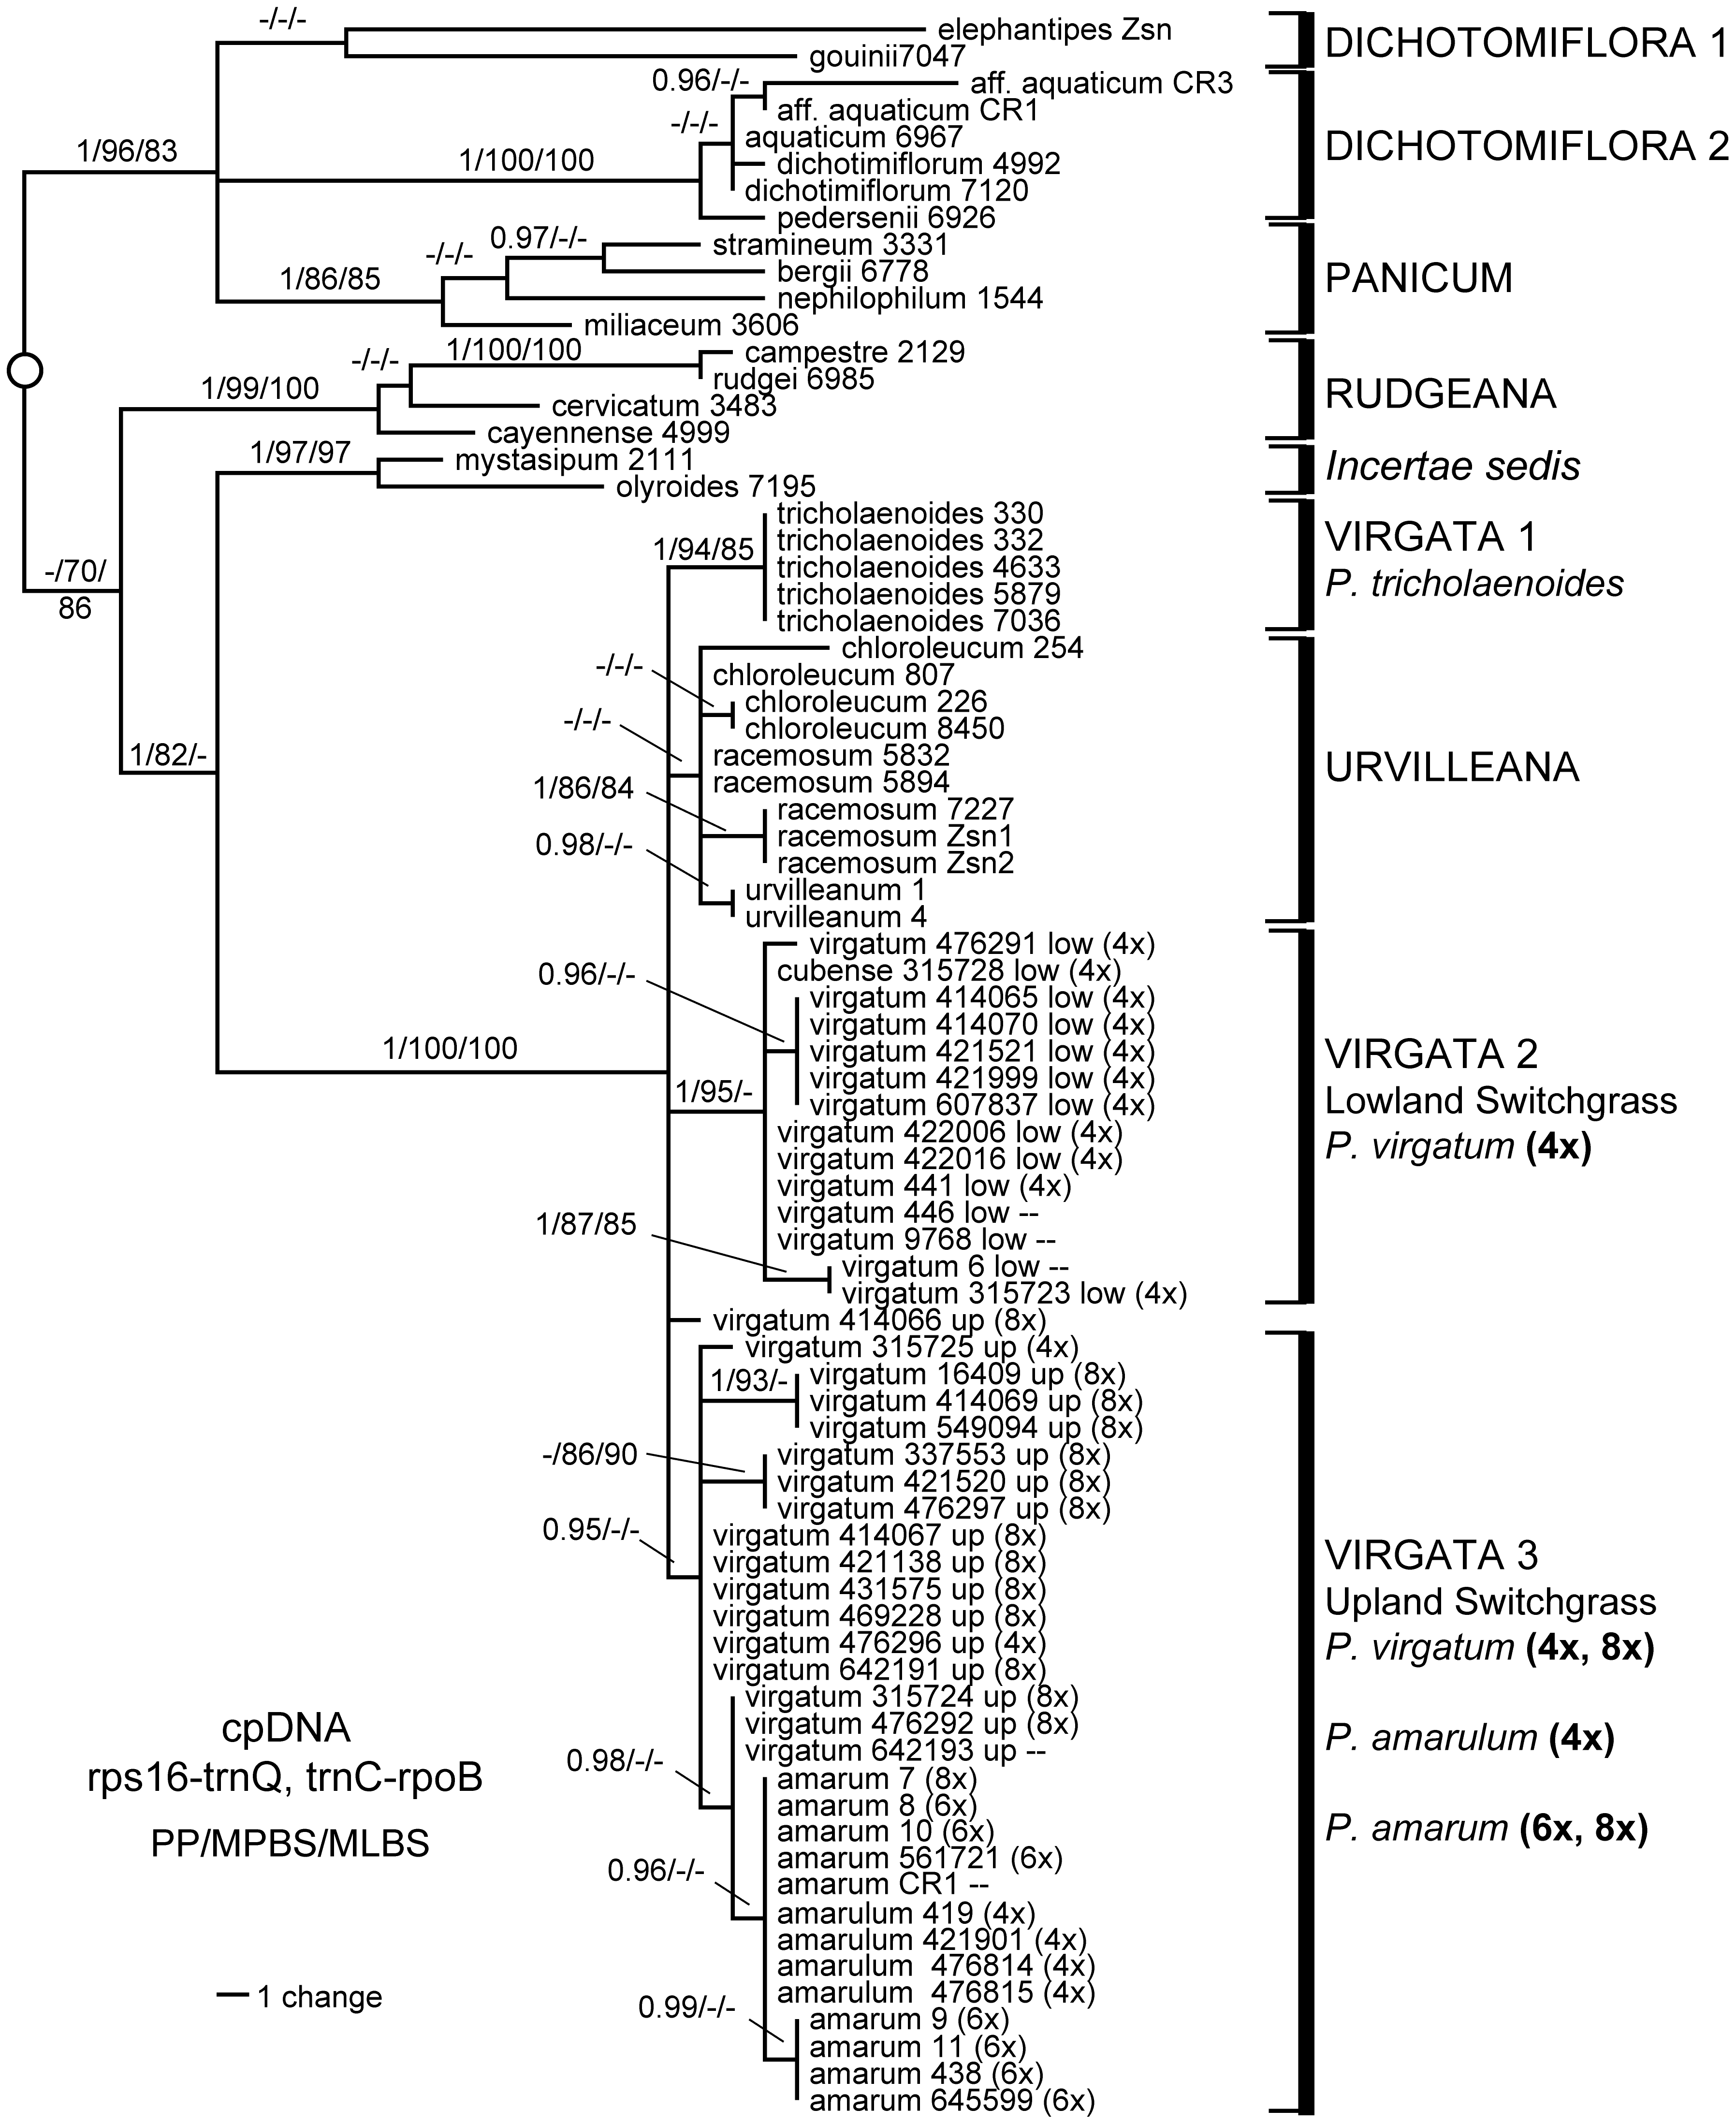 -/-/-
elephantipes Zsn
gouinii7047
DICHOTOMIFLORA 1
0.96/-/-
aff. aquaticum CR3
aff. aquaticum CR1
-/-/-
aquaticum 6967
1/96/83
1/100/100
dichotimiflorum 4992
DICHOTOMIFLORA 2
dichotimiflorum 7120
pedersenii 6926
0.97/-/-
stramineum 3331
-/-/-
bergii 6778
1/86/85
PANICUM
nephilophilum 1544
miliaceum 3606
1/100/100
campestre 2129
-/-/-
rudgei 6985
1/99/100
RUDGEANA
cervicatum 3483
cayennense 4999
1/97/97
mystasipum 2111
Incertae sedis
olyroides 7195
tricholaenoides 330
tricholaenoides 332
VIRGATA 1
1/94/85
tricholaenoides 4633
P. tricholaenoides
-/70/
86
tricholaenoides 5879
tricholaenoides 7036
chloroleucum 254
-/-/-
chloroleucum 807
chloroleucum 226
-/-/-
chloroleucum 8450
1/82/-
racemosum 5832
URVILLEANA
racemosum 5894
1/86/84
racemosum 7227
racemosum Zsn1
0.98/-/-
racemosum Zsn2
urvilleanum 1
urvilleanum 4
virgatum 476291 low (4x)
0.96/-/-
cubense 315728 low (4x)
virgatum 414065 low (4x)
virgatum 414070 low (4x)
1/100/100
virgatum 421521 low (4x)
VIRGATA 2
virgatum 421999 low (4x)
1/95/-
virgatum 607837 low (4x)
Lowland Switchgrass
virgatum 422006 low (4x)
P. virgatum (4x)
virgatum 422016 low (4x)
virgatum 441 low (4x)
virgatum 446 low --
1/87/85
virgatum 9768 low --
virgatum 6 low --
virgatum 315723 low (4x)
virgatum 414066 up (8x)
virgatum 315725 up (4x)
1/93/-
virgatum 16409 up (8x)
virgatum 414069 up (8x)
virgatum 549094 up (8x)
-/86/90
virgatum 337553 up (8x)
virgatum 421520 up (8x)
virgatum 476297 up (8x)
0.95/-/-
virgatum 414067 up (8x)
VIRGATA 3
virgatum 421138 up (8x)
virgatum 431575 up (8x)
Upland Switchgrass
virgatum 469228 up (8x)
virgatum 476296 up (4x)
P. virgatum (4x, 8x)
virgatum 642191 up (8x)
virgatum 315724 up (8x)
cpDNA
virgatum 476292 up (8x)
P. amarulum (4x)
0.98/-/-
virgatum 642193 up --
rps16-trnQ, trnC-rpoB
amarum 7 (8x)
amarum 8 (6x)
PP/MPBS/MLBS
amarum 10 (6x)
P. amarum (6x, 8x)
0.96/-/-
amarum 561721 (6x)
amarum CR1 --
amarulum 419 (4x)
amarulum 421901 (4x)
amarulum 476814 (4x)
1 change
amarulum 476815 (4x)
0.99/-/-
amarum 9 (6x)
amarum 11 (6x)
amarum 438 (6x)
amarum 645599 (6x)